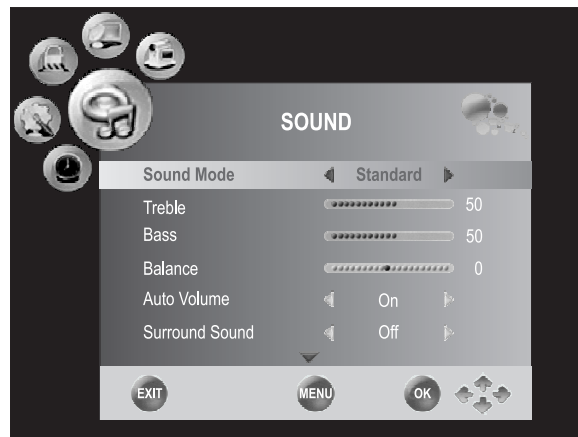 SOUND
Sound Mode Standard
Treble 50
Bass 50
Balance 0
Auto Volume On
Surround Sound Off
EXIT MENU OK